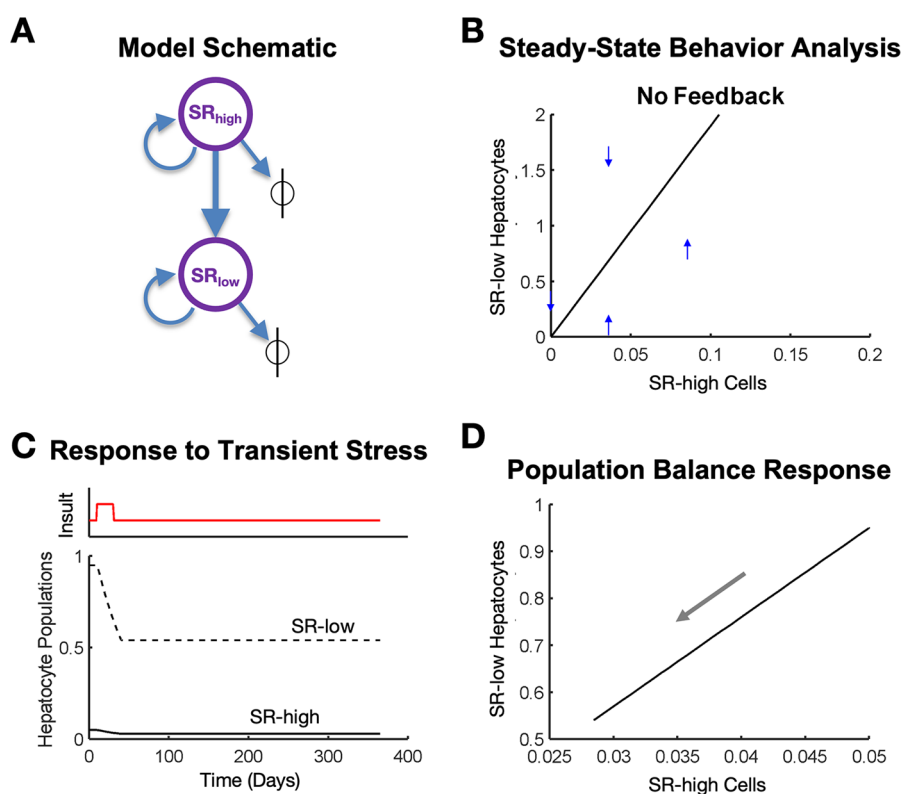 A
Model Schematic
SRhigh
ϕ
SRlow
ϕ
B
Steady-State Behavior Analysis
No Feedback
SR-low Hepatocytes
2
1.5
1
0.5
0
0 0.05 0.1 0.15 0.2
SR-high Cells
C
Response to Transient Stress
Insult
Hepatocyte Populations
1
0.5
0
SR-low
SR-high
0 100 200 300 400
Time (Days)
D
Population Balance Response
SR-low Hepatocytes
1
0.9
0.8
0.7
0.6
0.5
0.025 0.03 0.035 0.04 0.045 0.05
SR-high Cells